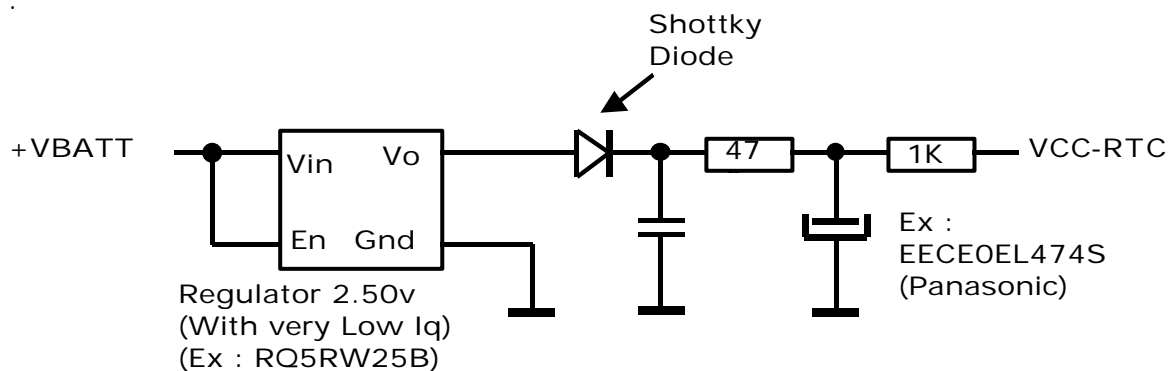 Shottky
Diode
+VBATT
Vin
Vo
47
1K
VCC-RTC
En
Gnd
Ex :
EECE0EL474S
(Panasonic)
Regulator 2.50v
(With very Low Iq)
(Ex : RQ5RW25B)